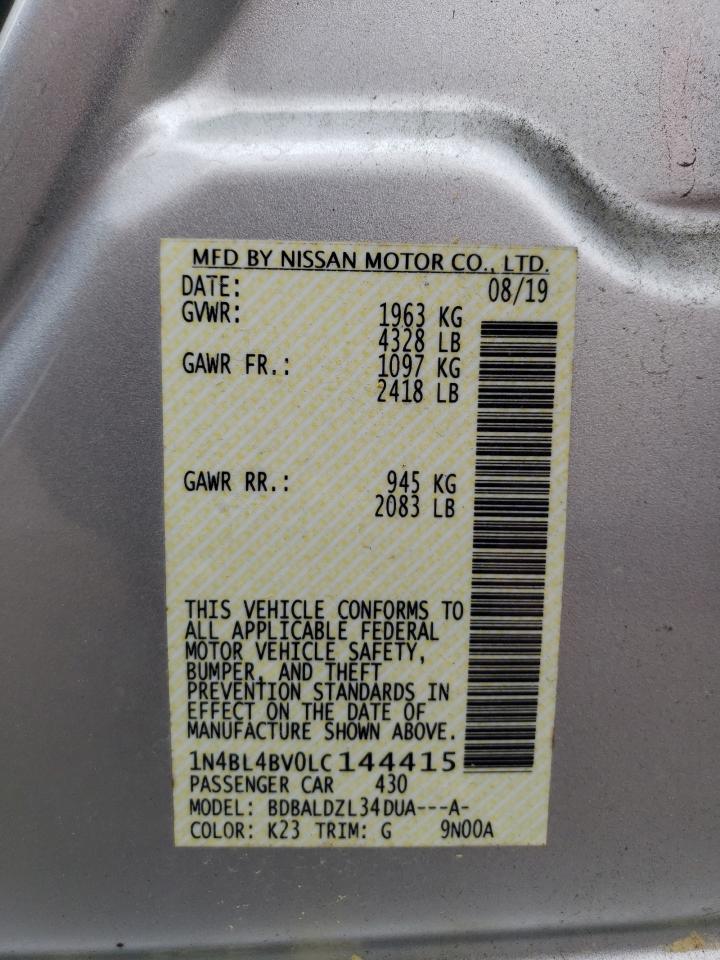 MFD BY NISSAN MOTOR CO., LTD.
DATE: 08/19
GVWR: 1963 KG
4328 LB
GAWR FR.: 1097 KG
2418 LB
GAWR RR.: 945 KG
2083 LB
THIS VEHICLE CONFORMS TO
ALL APPLICABLE FEDERAL
MOTOR VEHICLE SAFETY,
BUMPER, AND THEFT
PREVENTION STANDARDS IN
EFFECT ON THE DATE OF
MANUFACTURE SHOWN ABOVE.
1N4BL4BV0LC144415
PASSENGER CAR 430
MODEL: BDBALDZL34DUA---A-
COLOR: K23 TRIM: G 9N00A